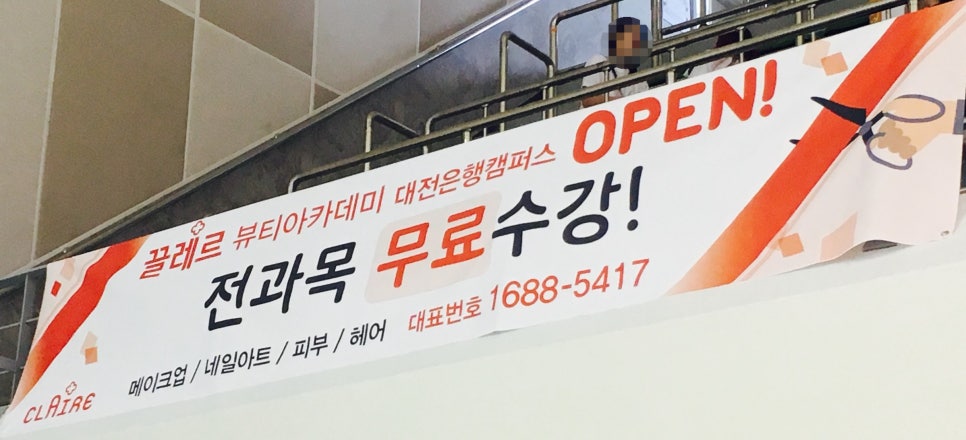 끌레르 뷰티아카데미 대전은행캠퍼스 OPEN!
전과목 무료수강!
메이크업 / 네일아트 / 피부 / 헤어 대표번호 1688-5417
CLAIRE